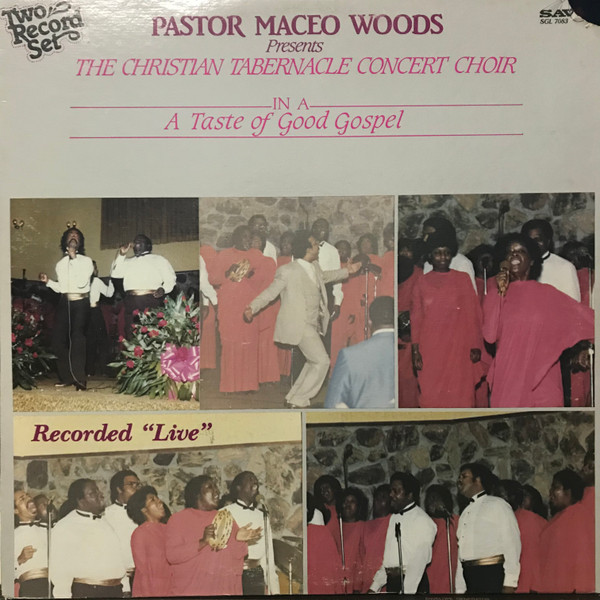 Two
Record
Set
PASTOR MACEO WOODS
Presents
THE CHRISTIAN TABERNACLE CONCERT CHOIR
IN A
A Taste of Good Gospel
SAV
SGL 7083
Recorded “Live”